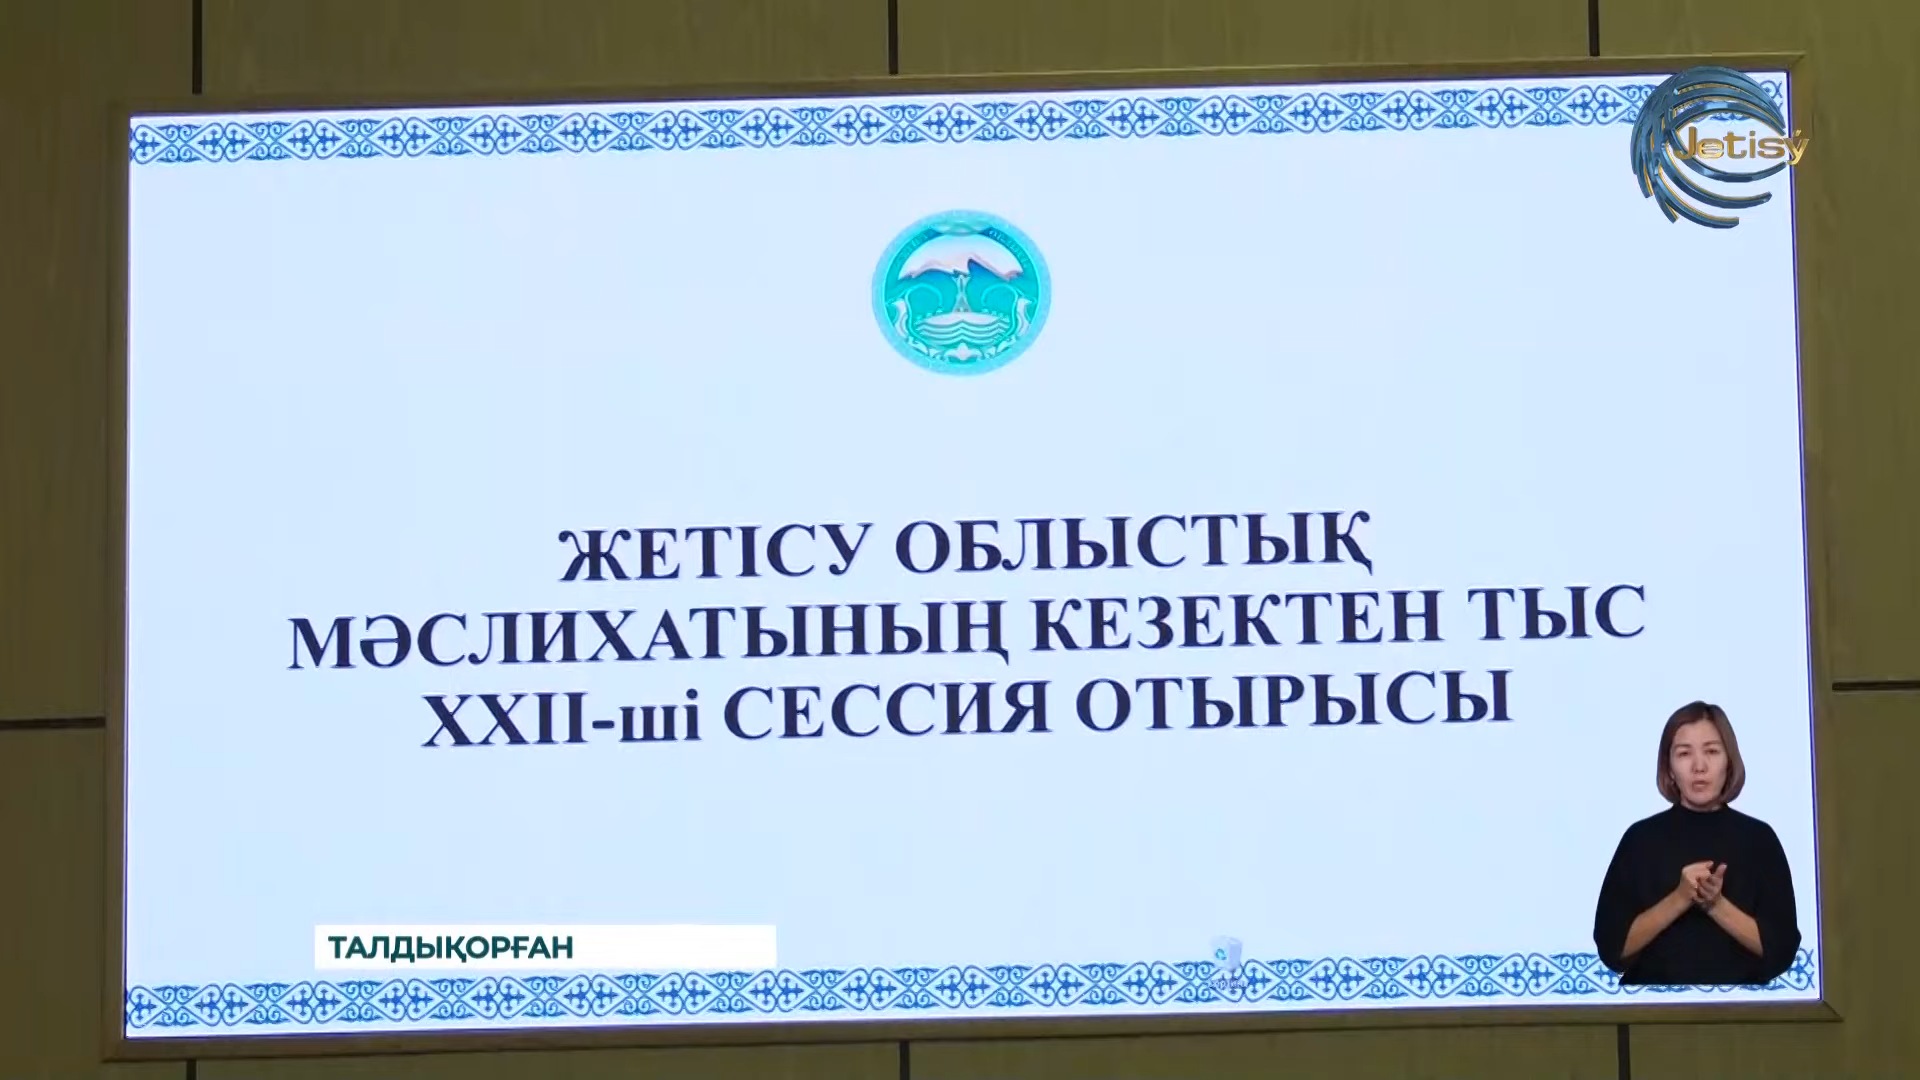 Jetisý
ЖЕТІСУ ОБЛЫСТЫҚ
МӘСЛИХАТЫНЫҢ КЕЗЕКТЕН ТЫС
XXII-ші СЕССИЯ ОТЫРЫСЫ
ТАЛДЫҚОРҒАН